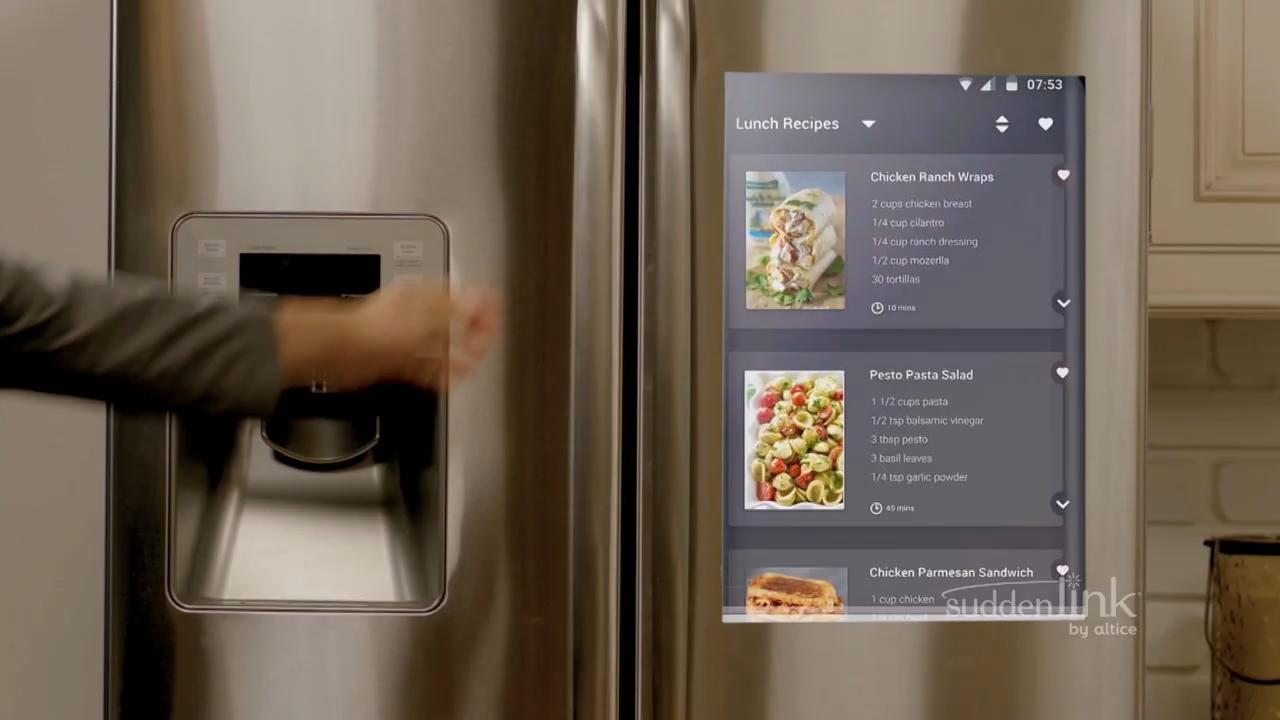 07:53
Lunch Recipes
Chicken Ranch Wraps
2 cups chicken breast
1/4 cup cilantro
1/4 cup ranch dressing
1/2 cup mozerlla
30 tortillas
10 mins
Pesto Pasta Salad
1 1/2 cups pasta
1/2 tsp balsamic vinegar
3 tbsp pesto
3 basil leaves
1/4 tsp garlic powder
45 mins
Chicken Parmesan Sandwich
1 cup chicken
suddenlink
by altice